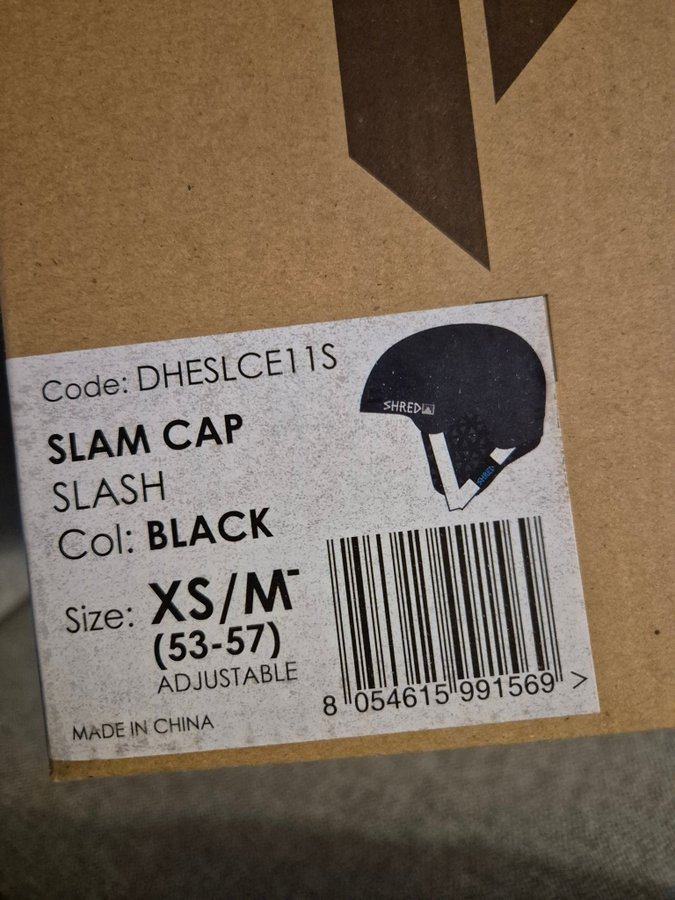 Code: DHESLCE11S
SLAM CAP
SLASH
Col: BLACK
Size: XS/M-
(53-57)
ADJUSTABLE
MADE IN CHINA
SHRED
SHRED
8 054615 991569 >